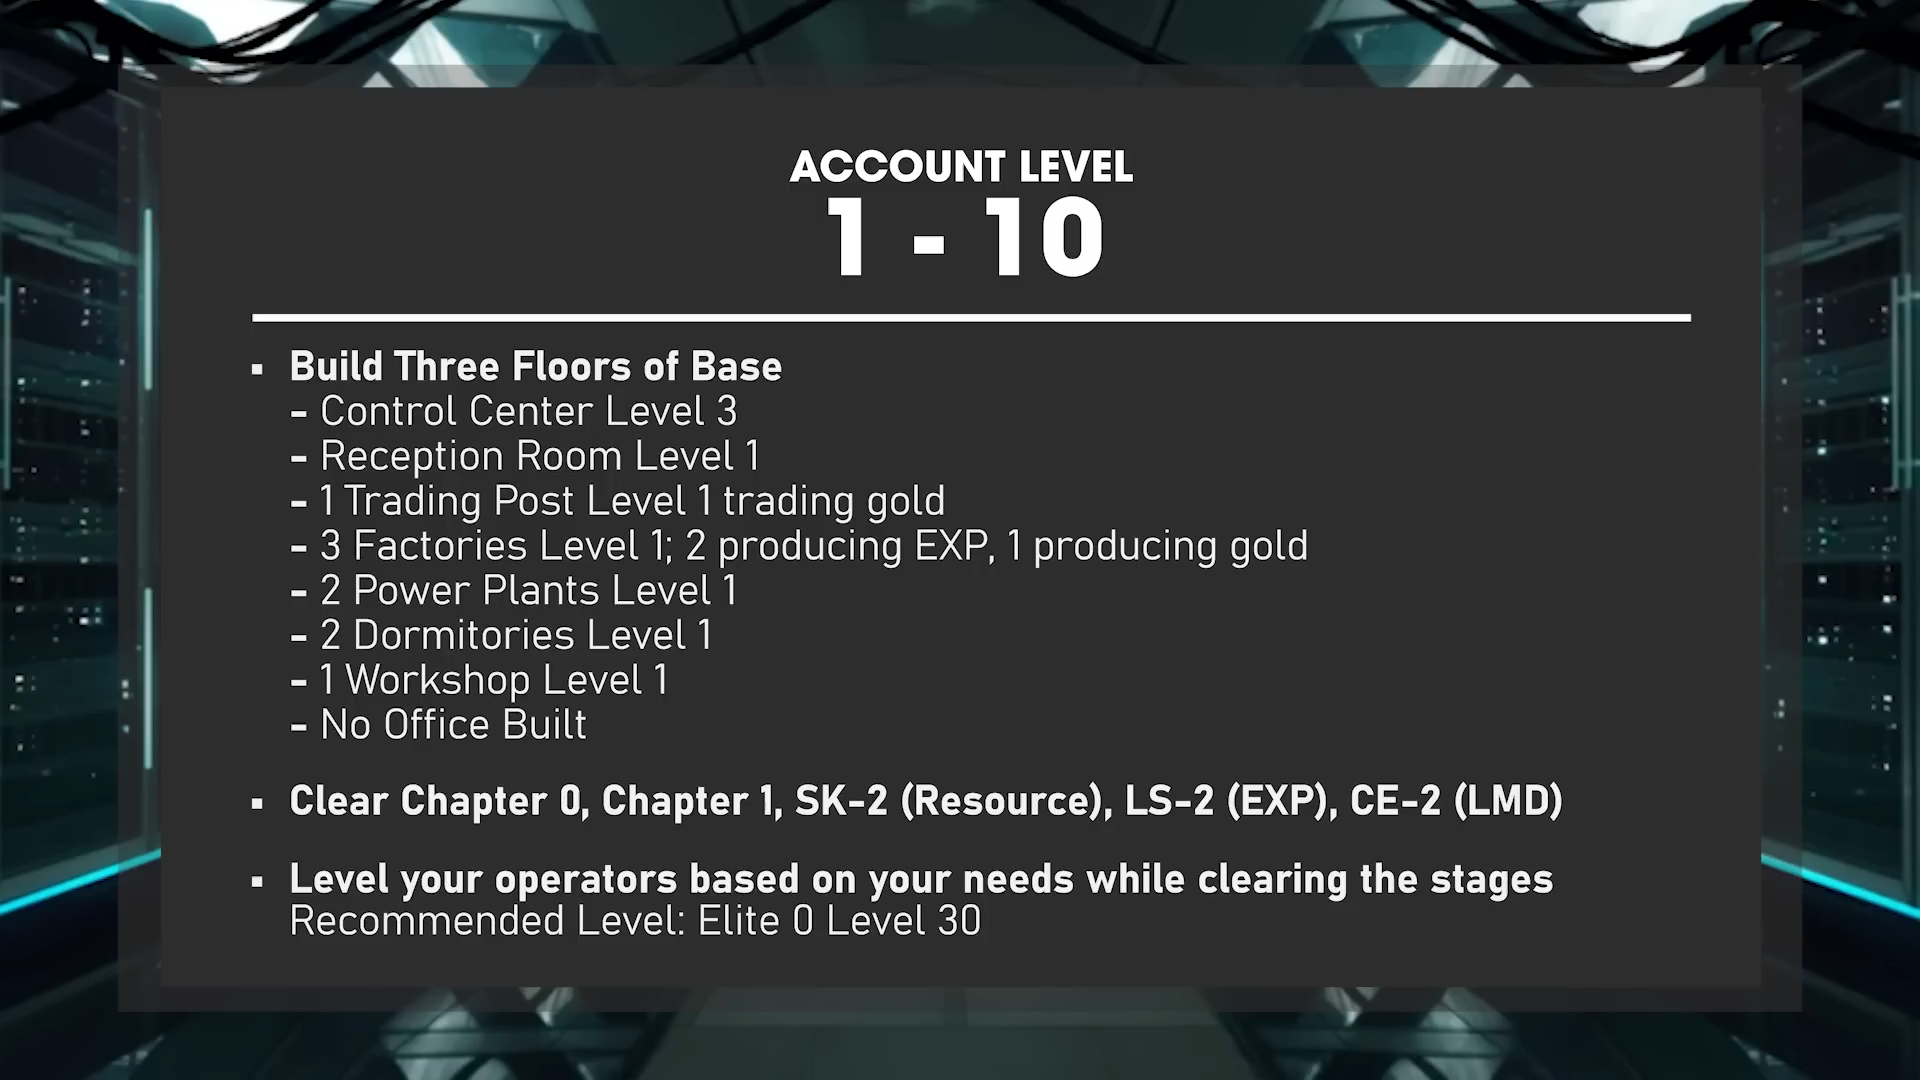 ACCOUNT LEVEL
1 - 10
▪ Build Three Floors of Base
- Control Center Level 3
- Reception Room Level 1
- 1 Trading Post Level 1 trading gold
- 3 Factories Level 1; 2 producing EXP, 1 producing gold
- 2 Power Plants Level 1
- 2 Dormitories Level 1
- 1 Workshop Level 1
- No Office Built
▪ Clear Chapter 0, Chapter 1, SK-2 (Resource), LS-2 (EXP), CE-2 (LMD)
▪ Level your operators based on your needs while clearing the stages
Recommended Level: Elite 0 Level 30